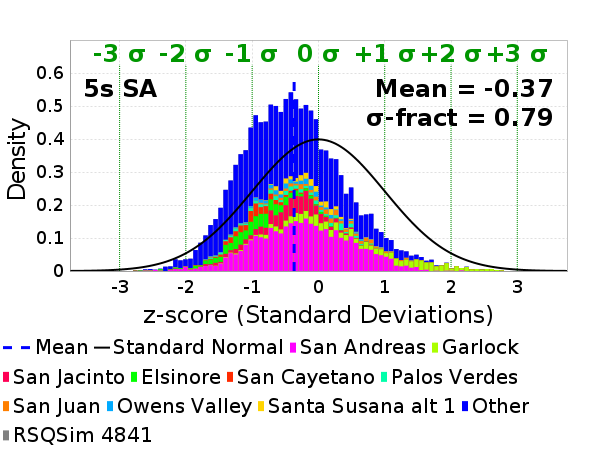 -3 σ -2 σ -1 σ 0 σ +1 σ +2 σ +3 σ
5s SA
Mean = -0.37
σ-fract = 0.79
Density
0.6
0.5
0.4
0.3
0.2
0.1
0
-3 -2 -1 0 1 2 3
z-score (Standard Deviations)
Mean Standard Normal San Andreas Garlock
San Jacinto Elsinore San Cayetano Palos Verdes
San Juan Owens Valley Santa Susana alt 1 Other
RSQSim 4841